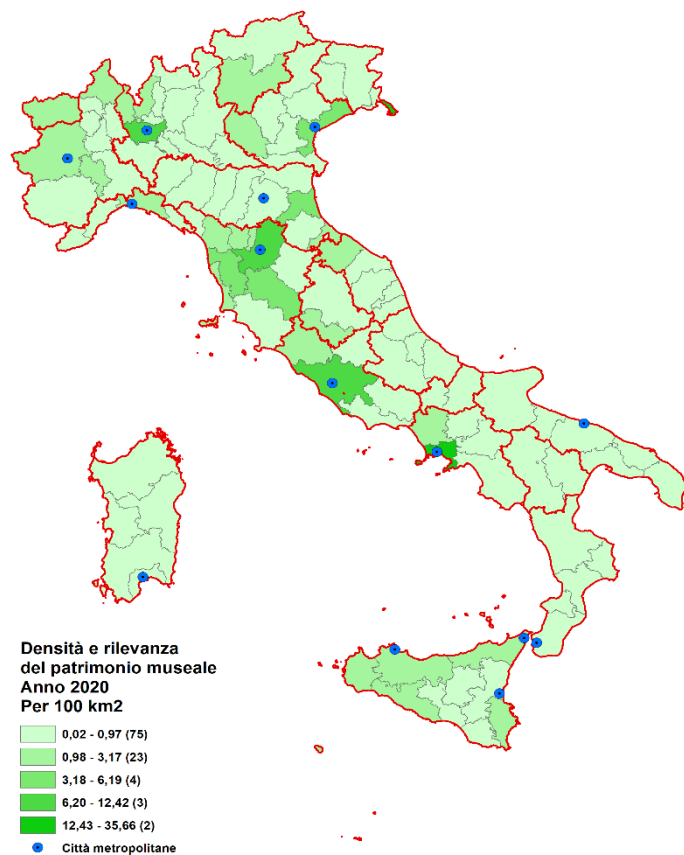 Densità e rilevanza
del patrimonio museale
Anno 2020
Per 100 km2
0,02 - 0,97 (75)
0,98 - 3,17 (23)
3,18 - 6,19 (4)
6,20 - 12,42 (3)
12,43 - 35,66 (2)
Città metropolitane